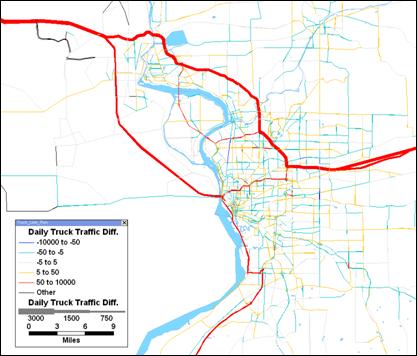 Daily Truck Traffic Diff.
-10000 to -50
-50 to -5
-5 to 5
5 to 50
50 to 10000
Other
Daily Truck Traffic Diff.
3000 1500 750
0 3 6 9
Miles